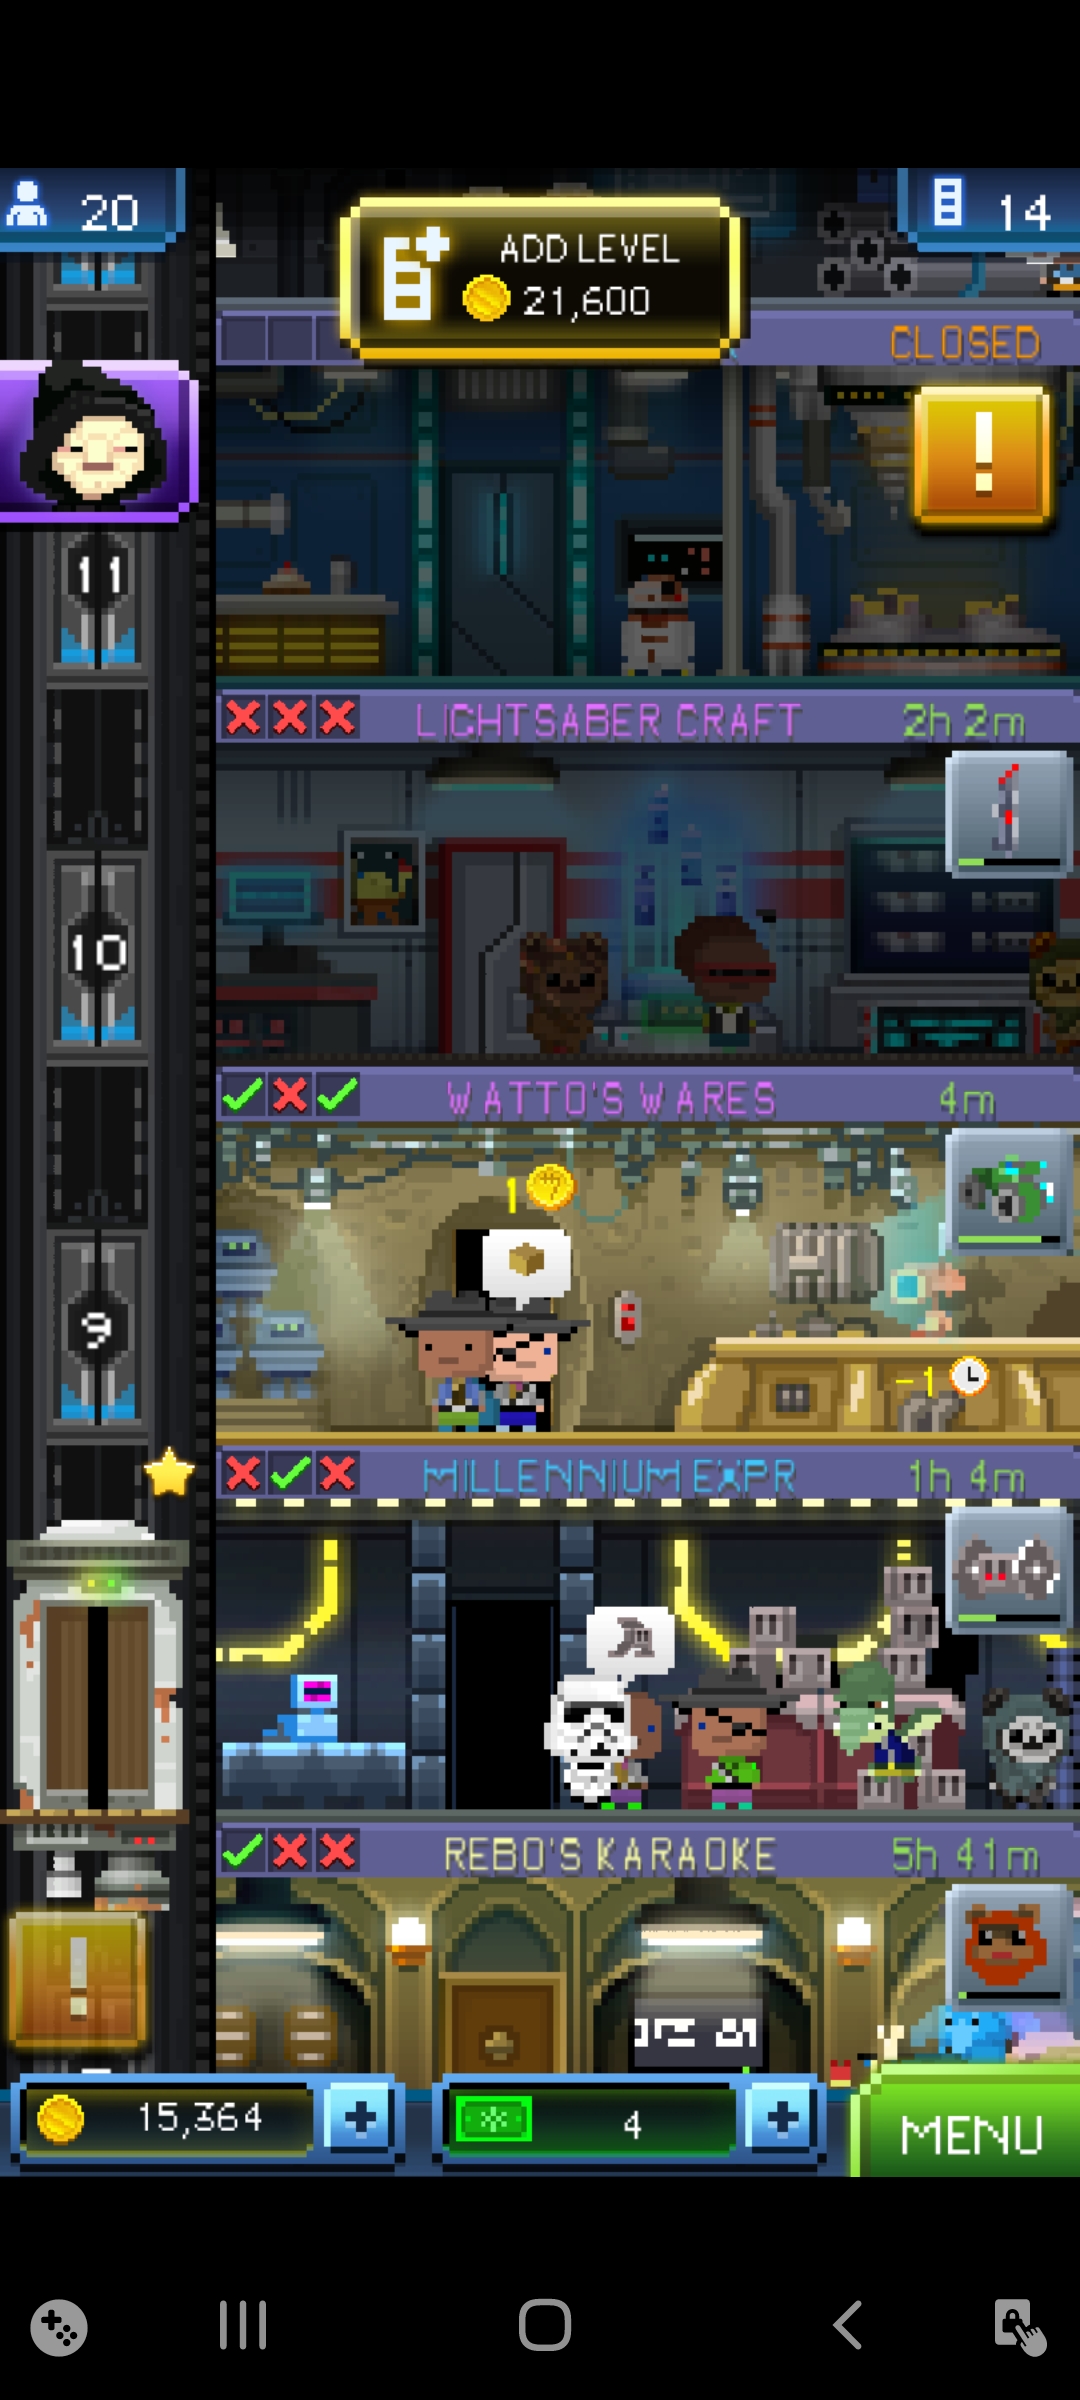 20
14
ADD LEVEL
21,600
CLOSED
!
11
LIGHTSABER CRAFT 2h 2m
10
WATTO'S WARES 4m
1
9
-1
MILLENNIUM EXPR 1h 4m
REBO'S KARAOKE 5h 41m
!
15,364 +
4 +
MENU